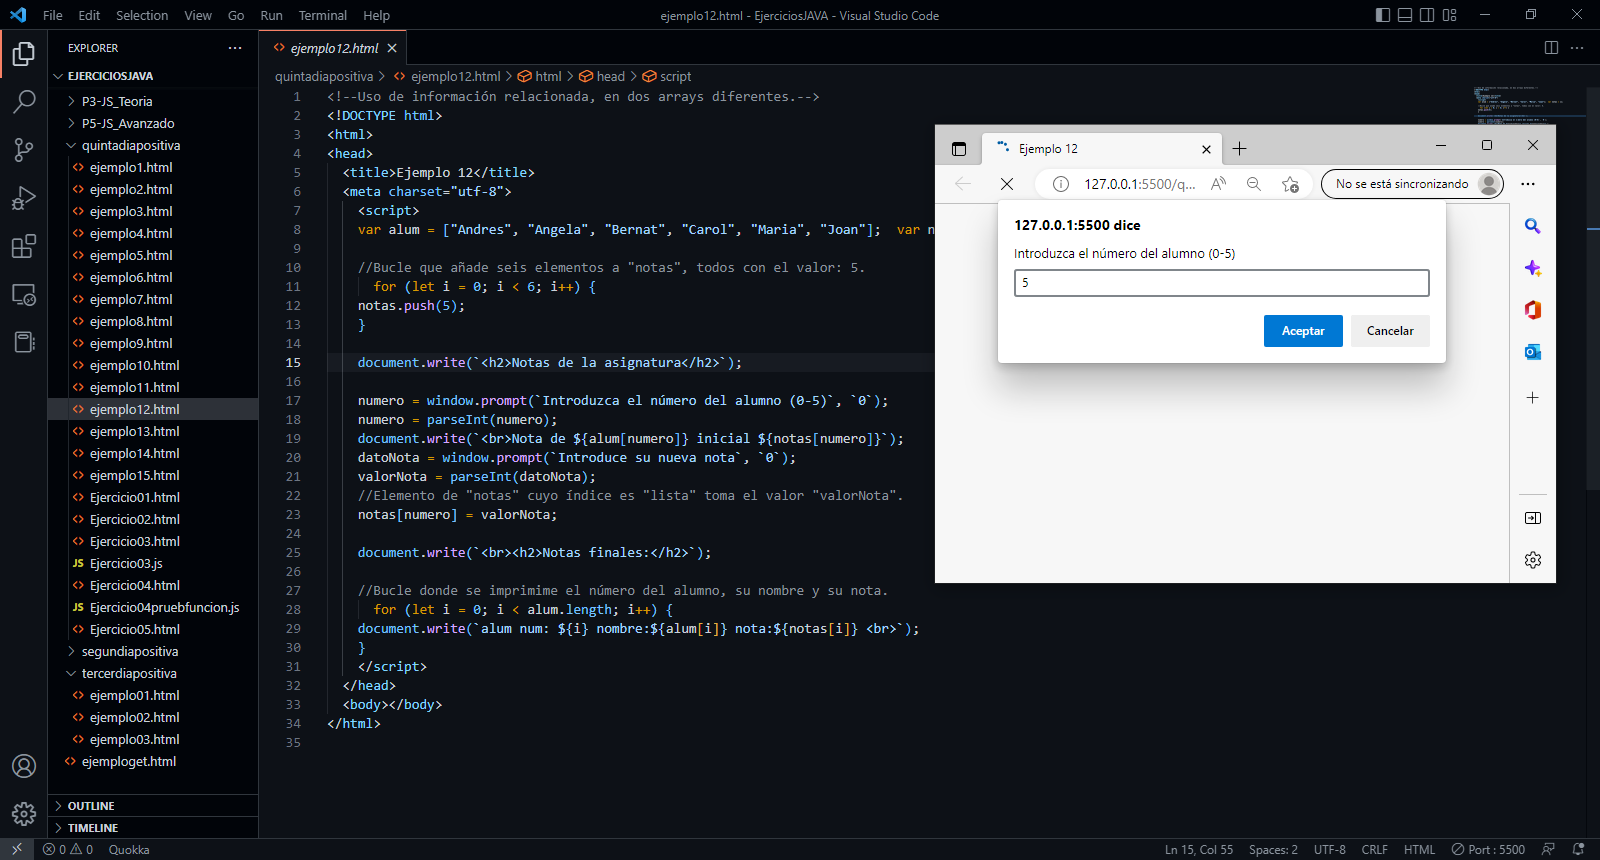 File Edit Selection View Go Run Terminal Help
ejemplo12.html - EjerciciosJAVA - Visual Studio Code
EXPLORER
EJERCICIOSJAVA
P3-JS_Teoria
P5-JS_Avanzado
quintadiapositiva
ejemplo1.html
ejemplo2.html
ejemplo3.html
ejemplo4.html
ejemplo5.html
ejemplo6.html
ejemplo7.html
ejemplo8.html
ejemplo9.html
ejemplo10.html
ejemplo11.html
ejemplo12.html
ejemplo13.html
ejemplo14.html
ejemplo15.html
Ejercicio01.html
Ejercicio02.html
Ejercicio03.html
JS Ejercicio03.js
Ejercicio04.html
JS Ejercicio04pruebfuncion.js
Ejercicio05.html
segundiapositiva
tercerdiapositiva
ejemplo01.html
ejemplo02.html
ejemplo03.html
ejemploget.html
OUTLINE
TIMELINE
ejemplo12.html
quintadiapositiva > ejemplo12.html > html > head > script
1 <!--Uso de información relacionada, en dos arrays diferentes.-->
2 <!DOCTYPE html>
3 <html>
4 <head>
5 <title>Ejemplo 12</title>
6 <meta charset="utf-8">
7 <script>
8 var alum = ["Andres", "Angela", "Bernat", "Carol", "Maria", "Joan"]; var n
9
10 //Bucle que añade seis elementos a "notas", todos con el valor: 5.
11 for (let i = 0; i < 6; i++) {
12 notas.push(5);
13 }
14
15 document.write(`<h2>Notas de la asignatura</h2>`);
16
17 numero = window.prompt(`Introduzca el número del alumno (0-5)`, `0`);
18 numero = parseInt(numero);
19 document.write(`<br>Nota de ${alum[numero]} inicial ${notas[numero]}`);
20 datoNota = window.prompt(`Introduce su nueva nota`, `0`);
21 valorNota = parseInt(datoNota);
22 //Elemento de "notas" cuyo índice es "lista" toma el valor "valorNota".
23 notas[numero] = valorNota;
24
25 document.write(`<br><h2>Notas finales:</h2>`);
26
27 //Bucle donde se imprimime el número del alumno, su nombre y su nota.
28 for (let i = 0; i < alum.length; i++) {
29 document.write(`alum num: ${i} nombre:${alum[i]} nota:${notas[i]} <br>`);
30 }
31 </script>
32 </head>
33 <body></body>
34 </html>
35
Ejemplo 12
127.0.0.1:5500/q...
No se está sincronizando
127.0.0.1:5500 dice
Introduzca el número del alumno (0-5)
5
Aceptar Cancelar
0 0 Quokka
Ln 15, Col 55 Spaces: 2 UTF-8 CRLF HTML Port : 5500